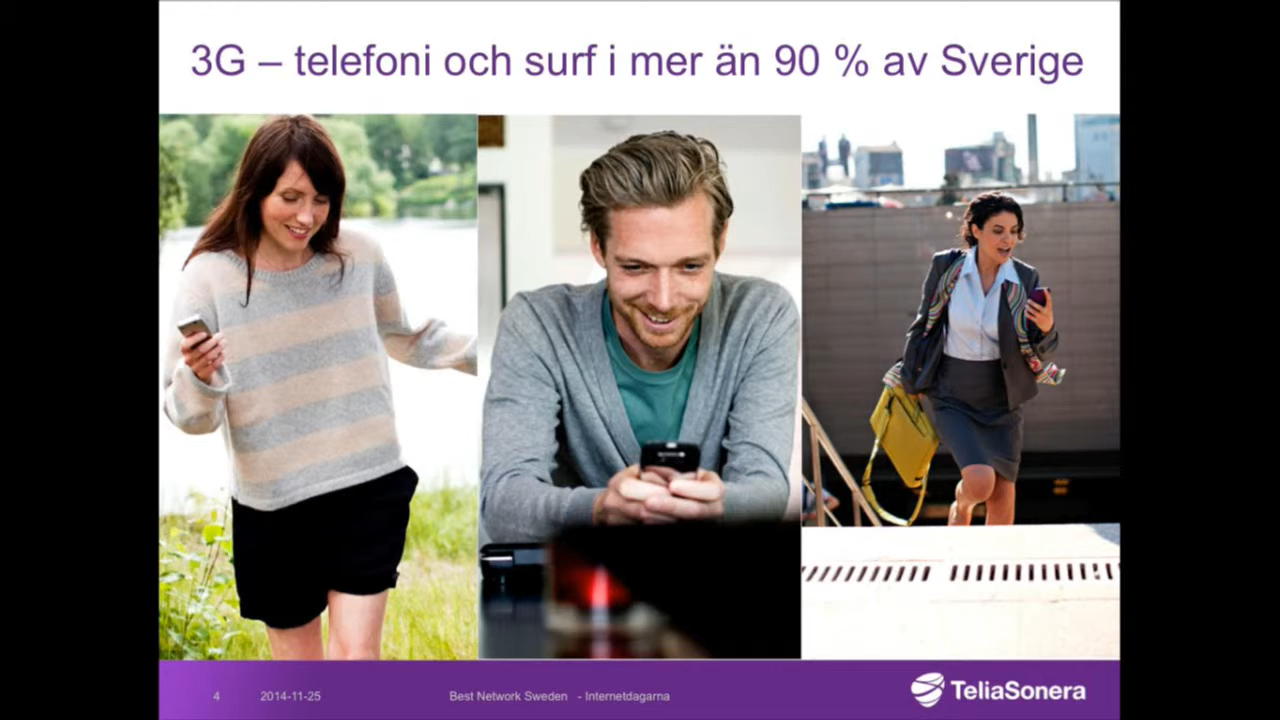 3G – telefoni och surf i mer än 90 % av Sverige
4 2014-11-25 Best Network Sweden - Internetdagarna
TeliaSonera